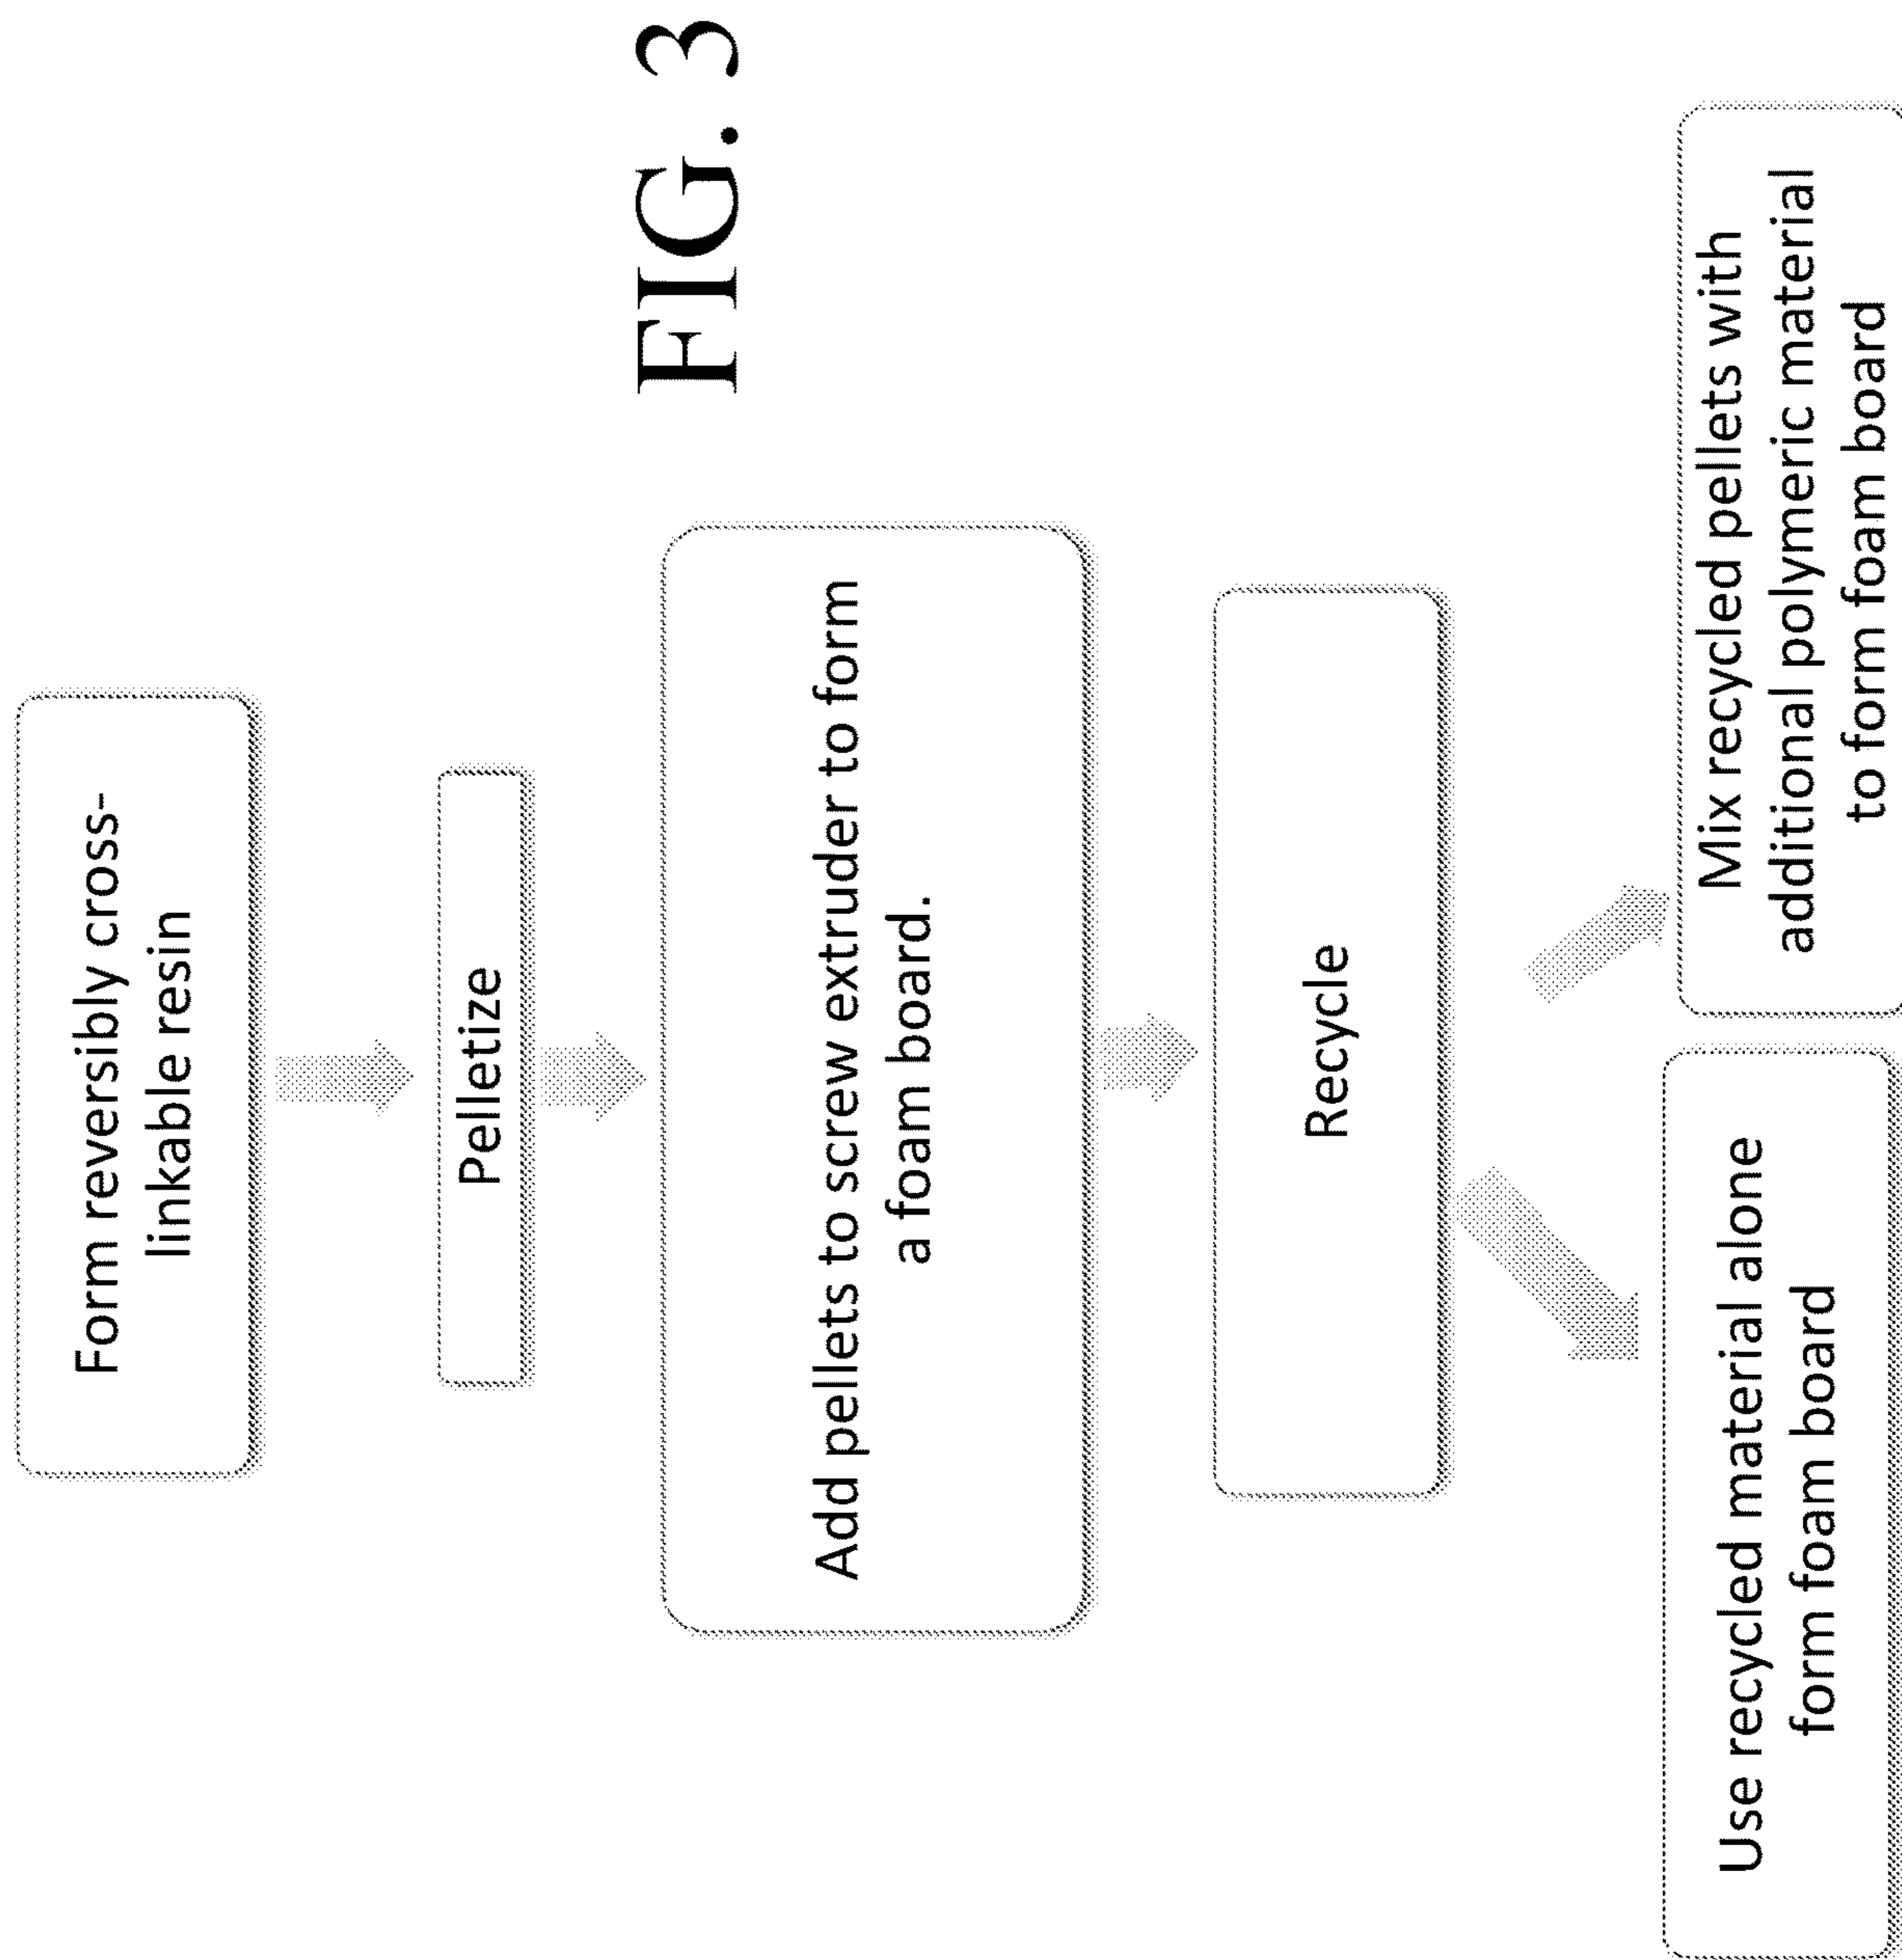 Form reversibly cross-
linkable resin
Pelletize
Add pellets to screw extruder to form
a foam board.
Recycle
Use recycled material alone
form foam board
Mix recycled pellets with
additional polymeric material
to form foam board
FIG. 3